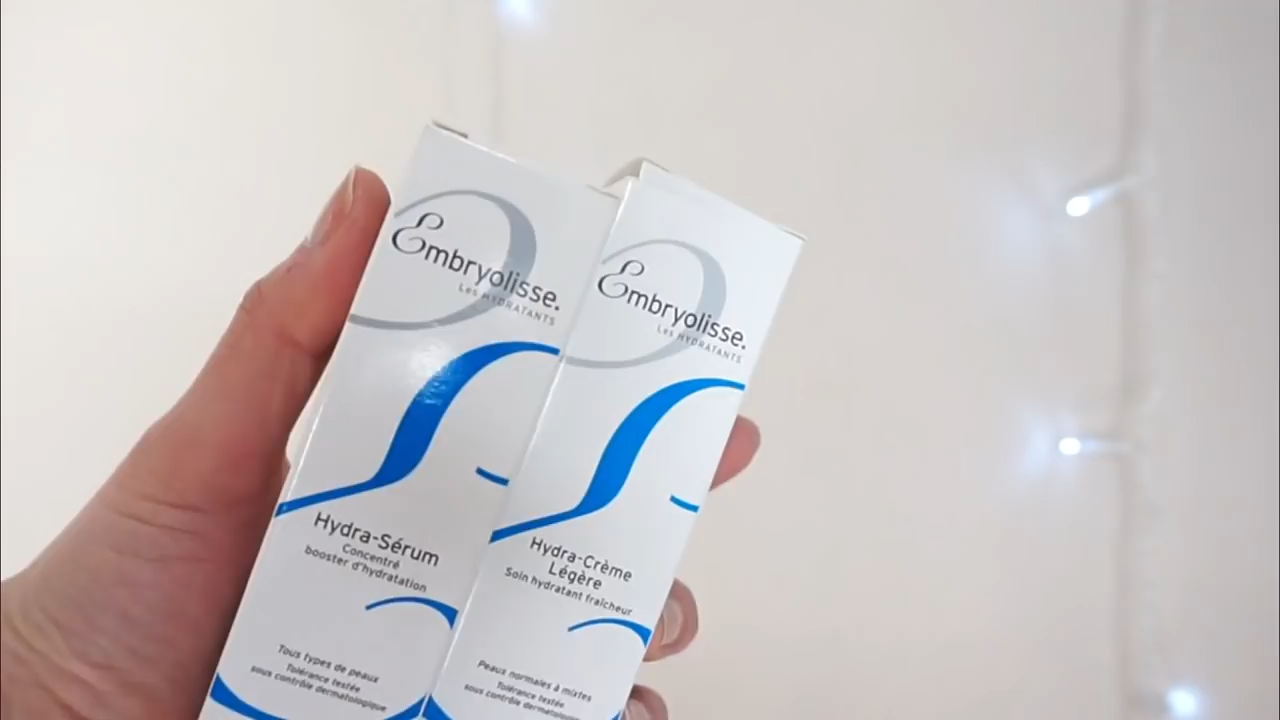 Embryolisse.
Les HYDRATANTS
Hydra-Sérum
Concentré
booster d'hydratation
Tous types de peaux
Tolérance testée
sous contrôle dermatologique
Embryolisse.
Les HYDRATANTS
Hydra-Crème
Légère
Soin hydratant fraîcheur
Peaux normales à mixtes
Tolérance testée
sous contrôle dermatologique